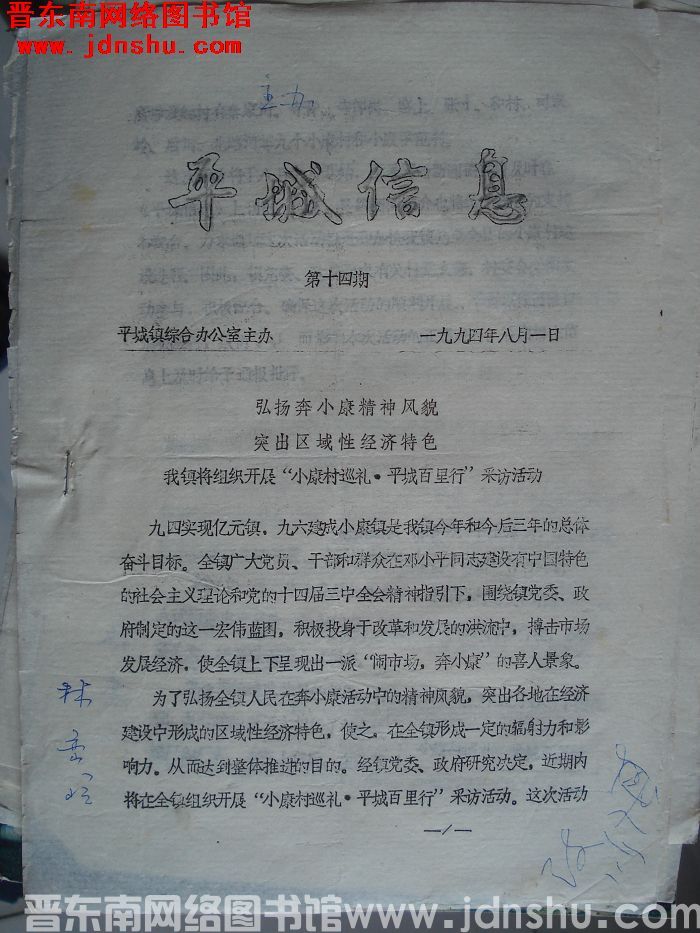 晋东南网络图书馆
www.jdnshu.com
主办
平城信息
第十四期
平城镇综合办公室主办 一九九四年八月一日
弘扬奔小康精神风貌
突出区域性经济特色
我镇将组织开展“小康村巡礼·平城百里行”采访活动
九四实现亿元镇，九六建成小康镇是我镇今年和今后三年的总体
奋斗目标。全镇广大党员、干部和群众在邓小平同志建设有中国特色
的社会主义理论和党的十四届三中全会精神指引下，围绕镇党委、政
府制定的这一宏伟蓝图，积极投身于改革和发展的洪流中，搏击市场
发展经济，使全镇上下呈现出一派“闹市场，奔小康”的喜人景象。
为了弘扬全镇人民在奔小康活动中的精神风貌，突出各地在经济
建设中形成的区域性经济特色，使之，在全镇形成一定的辐射力和影
响力。从而达到整体推进的目的。经镇党委、政府研究决定，近期内
将在全镇组织开展“小康村巡礼·平城百里行”采访活动。这次活动
—1—
晋东南网络图书馆 www.jdnshu.com